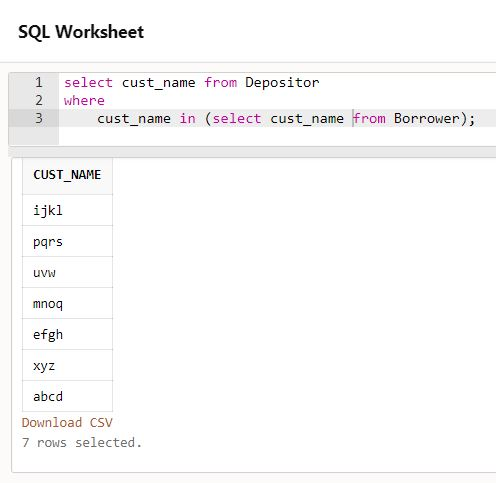 SQL Worksheet
1 select cust_name from Depositor
2 where
3 cust_name in (select cust_name from Borrower);
CUST_NAME
ijkl
pqrs
uvw
mnoq
efgh
xyz
abcd
Download CSV
7 rows selected.